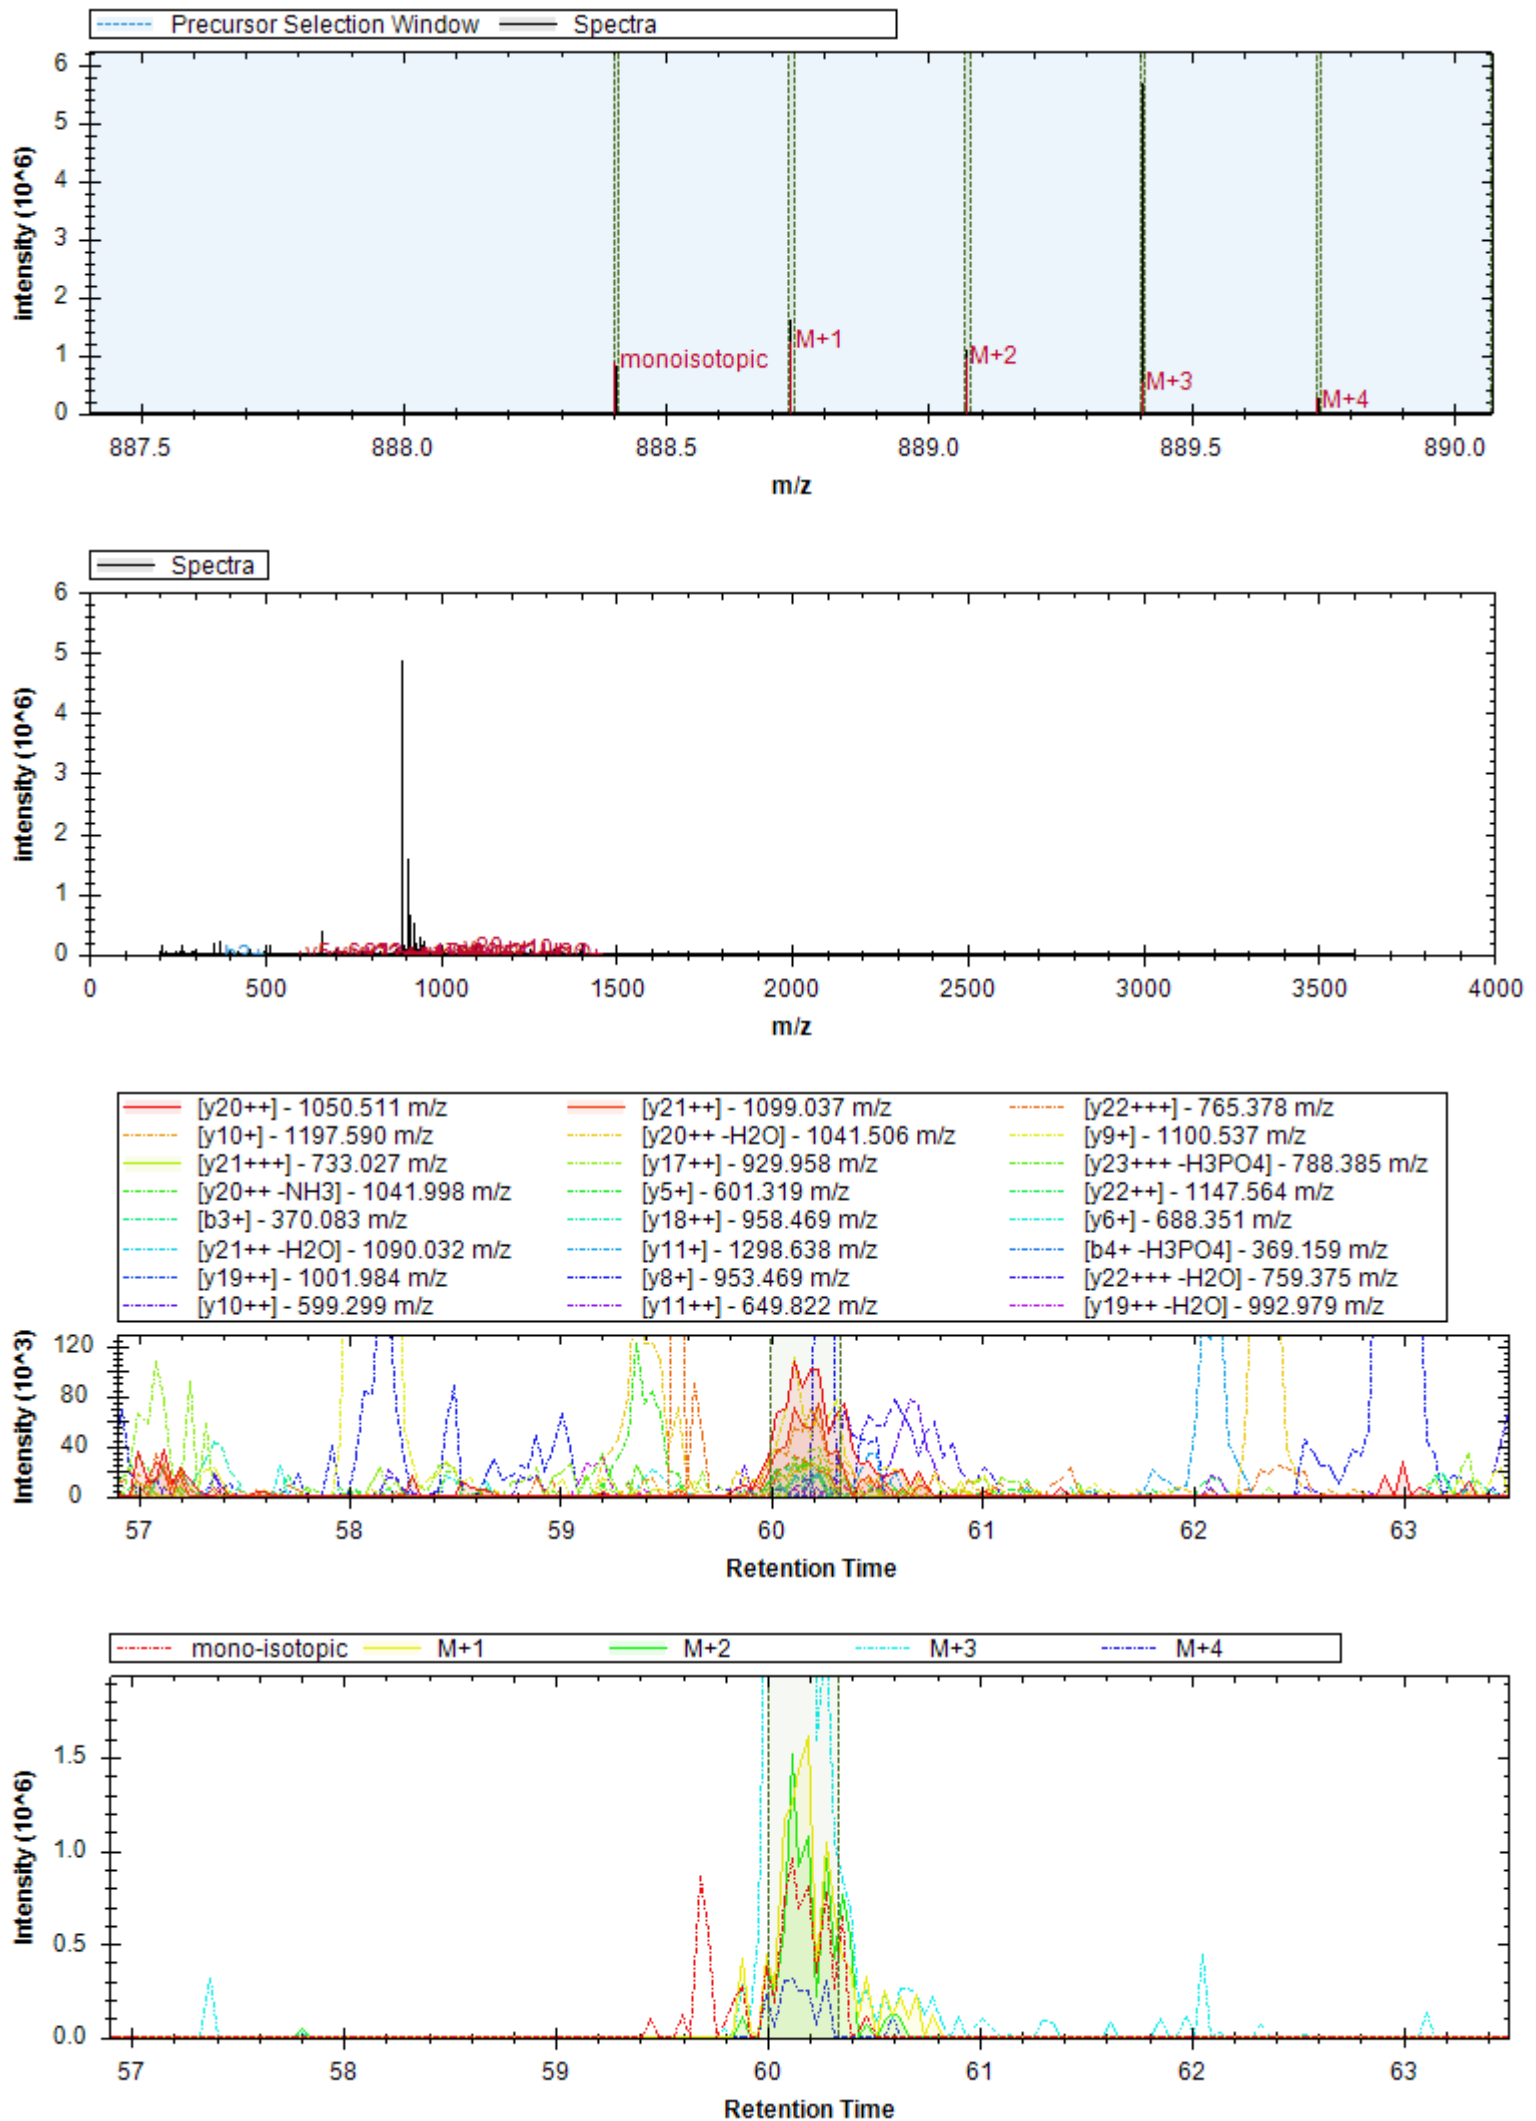 Precursor Selection Window Spectra
6
5
4
3
2
1
0
intensity (10^6)
monoisotopic
M+1
M+2
M+3
M+4
887.5 888.0 888.5 889.0 889.5 890.0
m/z
Spectra
6
5
4
3
2
1
0
intensity (10^6)
0 500 1000 1500 2000 2500 3000 3500 4000
m/z
[y20++] - 1050.511 m/z [y21++] - 1099.037 m/z [y22+++] - 765.378 m/z
[y10+] - 1197.590 m/z [y20++ -H2O] - 1041.506 m/z [y9+] - 1100.537 m/z
[y21+++] - 733.027 m/z [y17++] - 929.958 m/z [y23+++ -H3PO4] - 788.385 m/z
[y20++ -NH3] - 1041.998 m/z [y5+] - 601.319 m/z [y22++] - 1147.564 m/z
[b3+] - 370.083 m/z [y18++] - 958.469 m/z [y6+] - 688.351 m/z
[y21++ -H2O] - 1090.032 m/z [y11+] - 1298.638 m/z [b4+ -H3PO4] - 369.159 m/z
[y19++] - 1001.984 m/z [y8+] - 953.469 m/z [y22+++ -H2O] - 759.375 m/z
[y10++] - 599.299 m/z [y11++] - 649.822 m/z [y19++ -H2O] - 992.979 m/z
120
80
40
0
Intensity (10^3)
57 58 59 60 61 62 63
Retention Time
mono-isotopic M+1 M+2 M+3 M+4
1.5
1.0
0.5
0.0
Intensity (10^6)
57 58 59 60 61 62 63
Retention Time